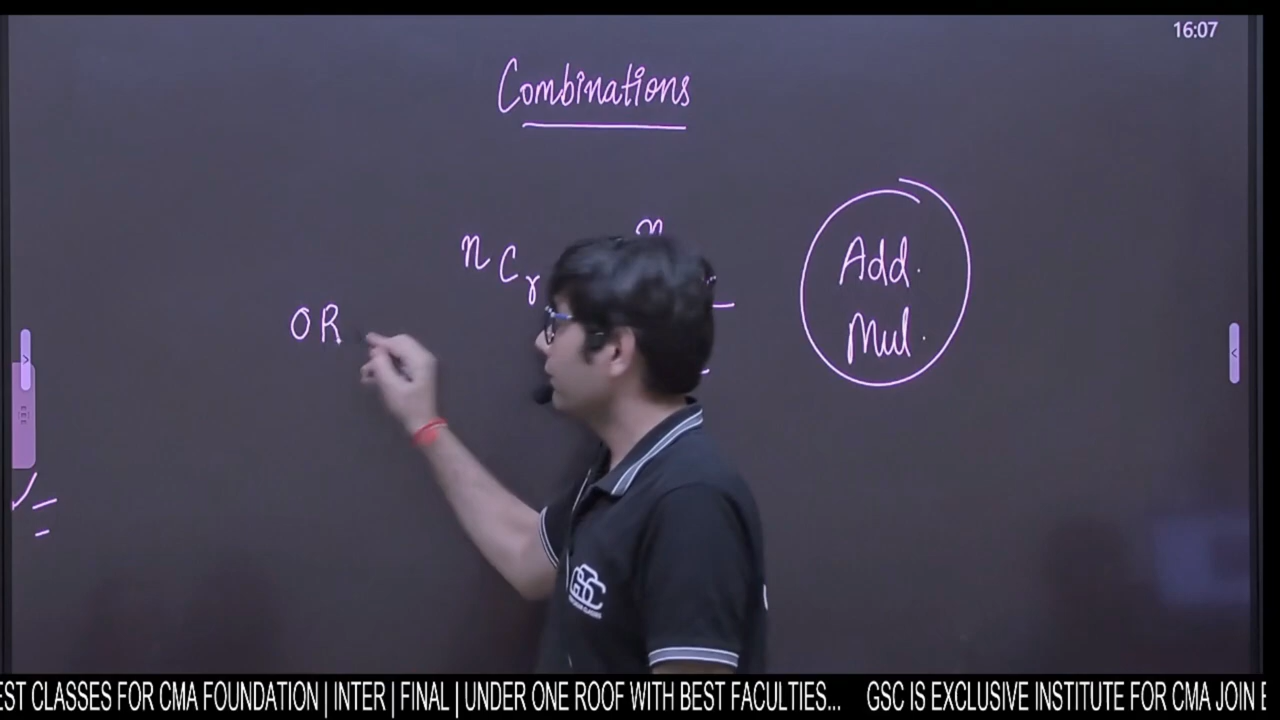 16:07
Combinations
n C r
n
Add.
Mul.
OR
GSC
EST CLASSES FOR CMA FOUNDATION | INTER | FINAL | UNDER ONE ROOF WITH BEST FACULTIES... GSC IS EXCLUSIVE INSTITUTE FOR CMA JOIN